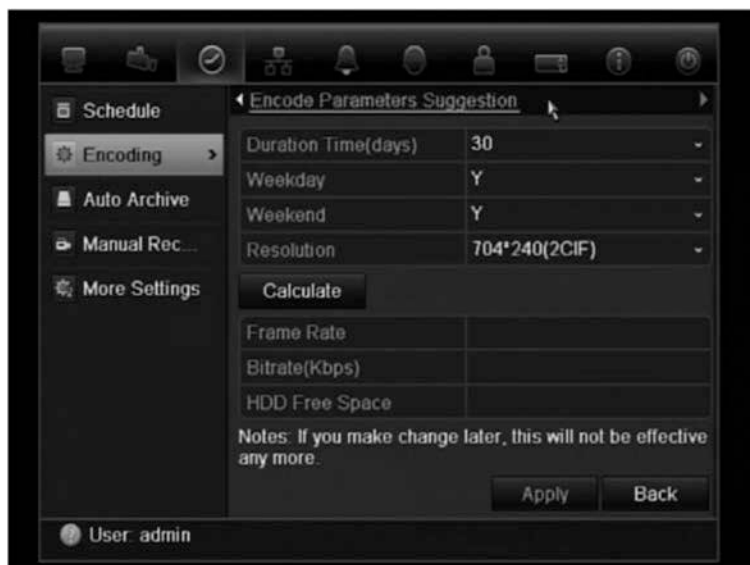 Encode Parameters Suggestion
Schedule
Encoding
Auto Archive
Manual Rec...
More Settings
Duration Time(days) 30
Weekday Y
Weekend Y
Resolution 704*240(2CIF)
Calculate
Frame Rate
Bitrate(Kbps)
HDD Free Space
Notes: If you make change later, this will not be effective
any more.
Apply Back
User: admin